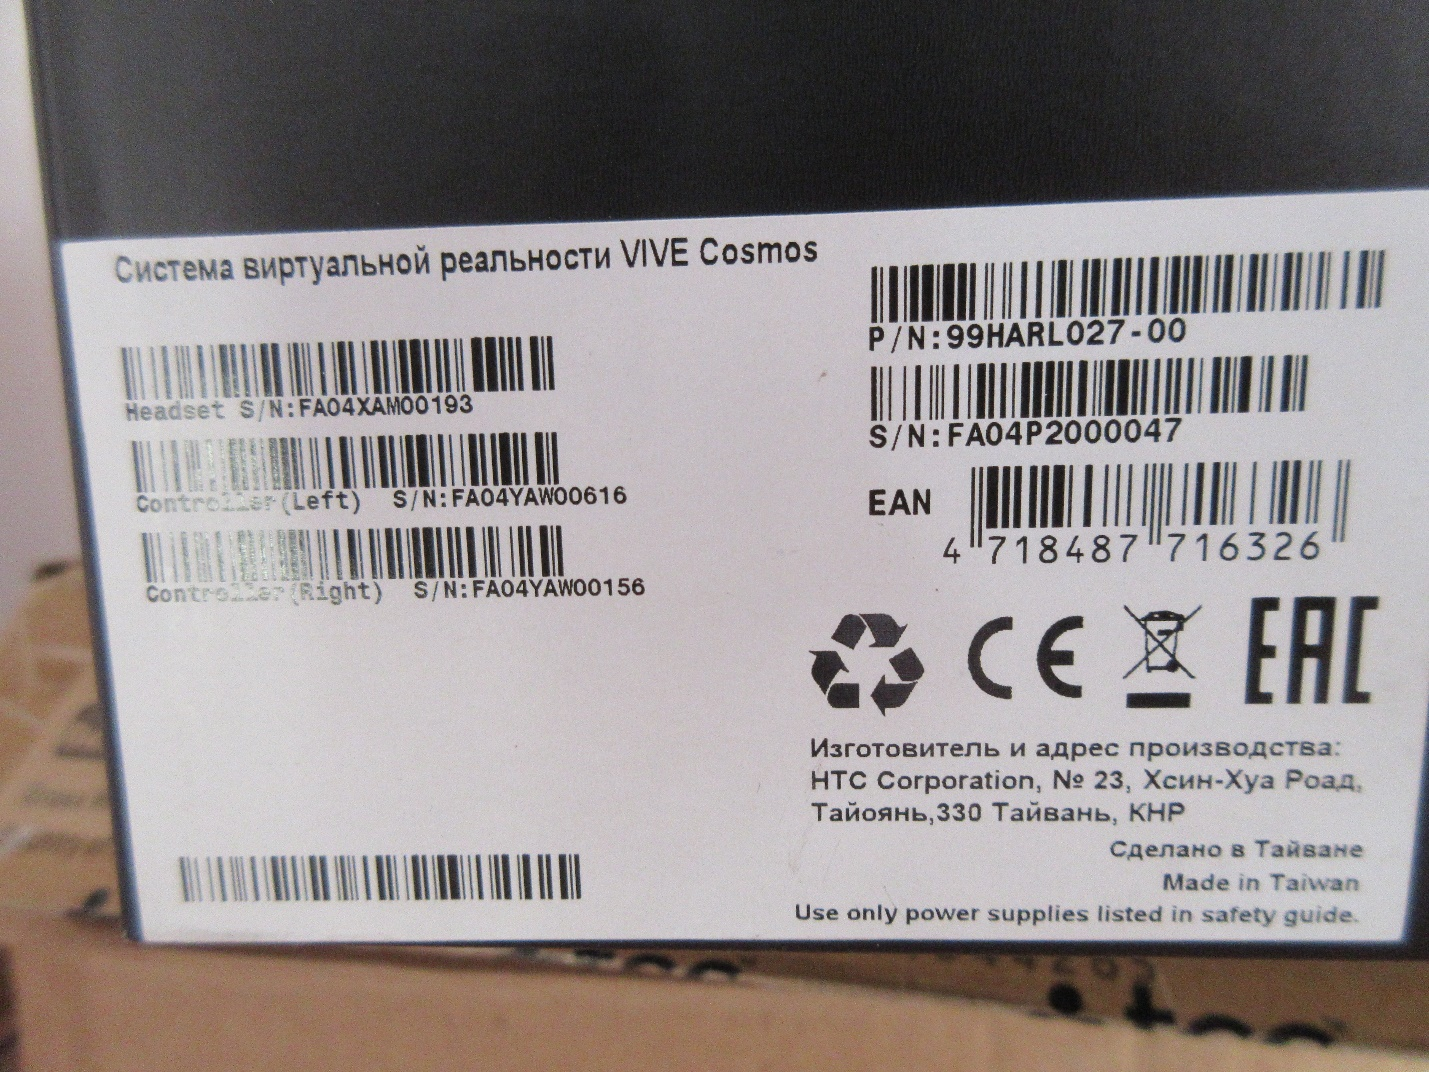 Система виртуальной реальности VIVE Cosmos
Headset S/N:FA04XAM00193
Controller(Left) S/N:FA04YAW00616
Controller(Right) S/N:FA04YAW00156
P/N:99HARL027-00
S/N:FA04P2000047
EAN
4 718487 716326
CE
EAC
Изготовитель и адрес производства:
HTC Corporation, № 23, Хсин-Хуа Роад,
Тайоянь,330 Тайвань, КНР
Сделано в Тайване
Made in Taiwan
Use only power supplies listed in safety guide.